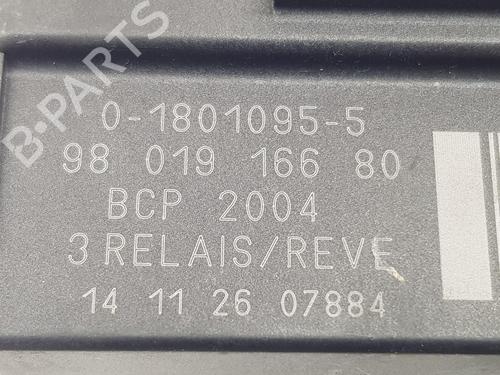 0-1801095-5
98 019 166 80
BCP 2004
3 RELAIS/REVE
14 11 26 07884
B-PARTS